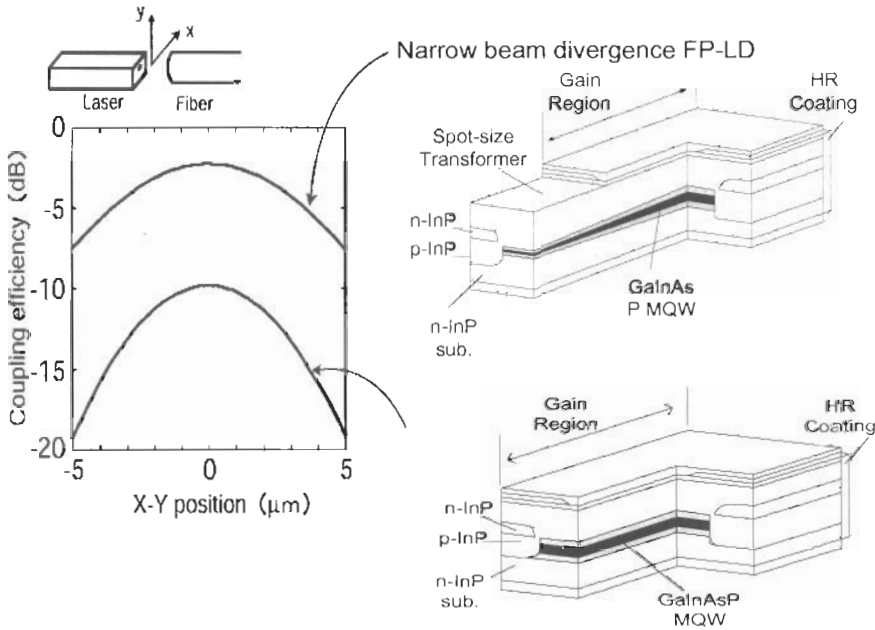 y
x
Laser
Fiber
Narrow beam divergence FP-LD
Coupling efficiency (dB)
0
-5
-10
-15
-20
-5
0
5
X-Y position (μm)
Gain
Region
HR
Coating
Spot-size
Transformer
n-InP
p-InP
n-InP
sub.
GaInAs
P MQW
Gain
Region
HR
Coating
n-InP
p-InP
n-InP
sub.
GaInAsP
MQW